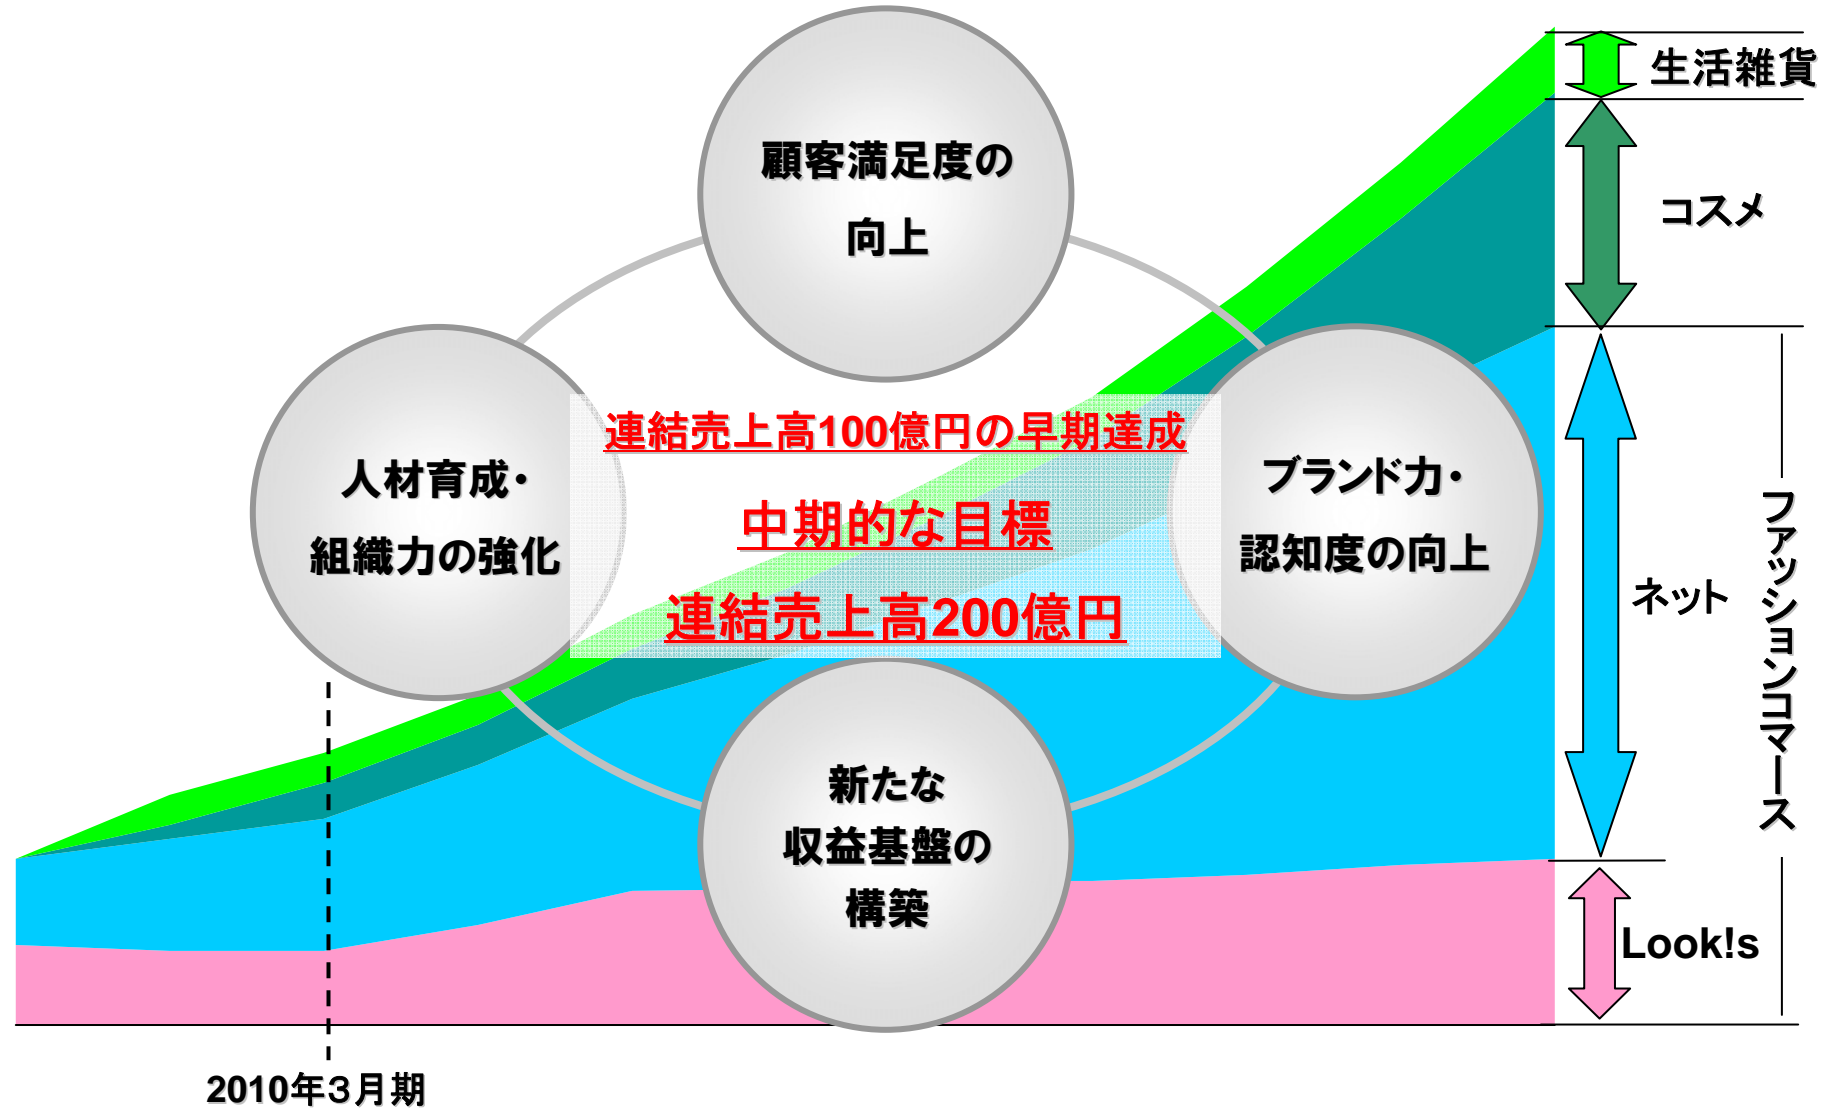 顧客満足度の
向上
人材育成・
組織力の強化
連結売上高100億円の早期達成
中期的な目標
連結売上高200億円
ブランド力・
認知度の向上
新たな
収益基盤の
構築
生活雑貨
コスメ
ネット
ファッションコマース
Look!s
2010年３月期